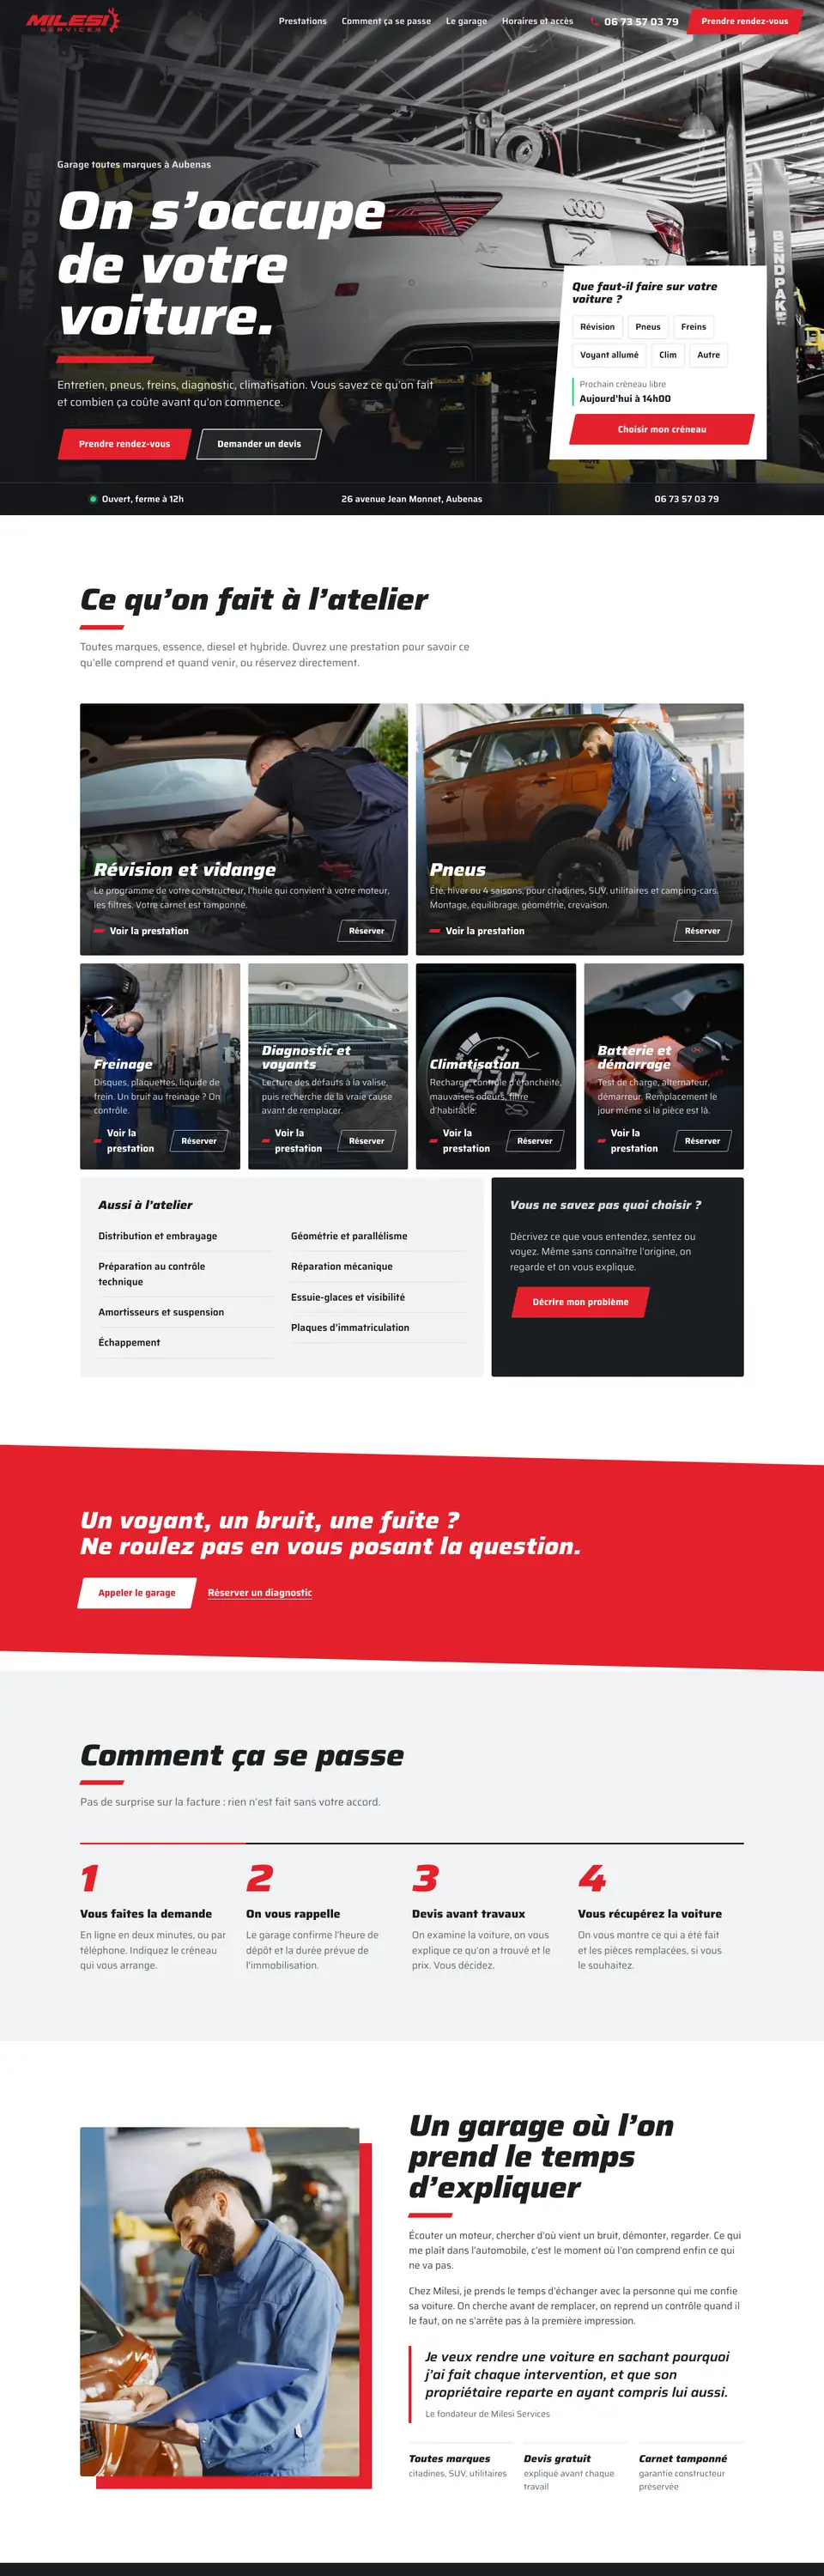 MILESI
SERVICES
Prestations
Comment ça se passe
Le garage
Horaires et accès
06 73 57 03 79
Prendre rendez-vous
Garage toutes marques à Aubenas
On s’occupe
de votre
voiture.
Entretien, pneus, freins, diagnostic, climatisation. Vous savez ce qu’on fait
et combien ça coûte avant qu’on commence.
Prendre rendez-vous
Demander un devis
BENDPAK
BENDPAK
Que faut-il faire sur votre
voiture ?
Révision
Pneus
Freins
Voyant allumé
Clim
Autre
Prochain créneau libre
Aujourd’hui à 14h00
Choisir mon créneau
Ouvert, ferme à 12h
26 avenue Jean Monnet, Aubenas
06 73 57 03 79
Ce qu’on fait à l’atelier
Toutes marques, essence, diesel et hybride. Ouvrez une prestation pour savoir ce
qu’elle comprend et quand venir, ou réservez directement.
Révision et vidange
Le programme de votre constructeur, l’huile qui convient à votre moteur,
les filtres. Votre carnet est tamponné.
Voir la prestation
Réserver
Pneus
Été, hiver ou 4 saisons, pour citadines, SUV, utilitaires et camping-cars.
Montage, équilibrage, géométrie, crevaison.
Voir la prestation
Réserver
Freinage
Disques, plaquettes, liquide de
frein. Un bruit au freinage ? On
contrôle.
Voir la
prestation
Réserver
Diagnostic et
voyants
Lecture des défauts à la valise,
puis recherche de la vraie cause
avant de remplacer.
Voir la
prestation
Réserver
Climatisation
Recharge, contrôle d’étanchéité,
mauvaises odeurs, filtre
d’habitacle.
23.0
A/C
Voir la
prestation
Réserver
Batterie et
démarrage
Test de charge, alternateur,
démarreur. Remplacement le
jour même si la pièce est là.
Voir la
prestation
Réserver
Aussi à l’atelier
Distribution et embrayage
Préparation au contrôle
technique
Amortisseurs et suspension
Échappement
Géométrie et parallélisme
Réparation mécanique
Essuie-glaces et visibilité
Plaques d’immatriculation
Vous ne savez pas quoi choisir ?
Décrivez ce que vous entendez, sentez ou
voyez. Même sans connaître l’origine, on
regarde et on vous explique.
Décrire mon problème
Un voyant, un bruit, une fuite ?
Ne roulez pas en vous posant la question.
Appeler le garage
Réserver un diagnostic
Comment ça se passe
Pas de surprise sur la facture : rien n’est fait sans votre accord.
1
Vous faites la demande
En ligne en deux minutes, ou par
téléphone. Indiquez le créneau
qui vous arrange.
2
On vous rappelle
Le garage confirme l’heure de
dépôt et la durée prévue de
l’immobilisation.
3
Devis avant travaux
On examine la voiture, on vous
explique ce qu’on a trouvé et le
prix. Vous décidez.
4
Vous récupérez la voiture
On vous montre ce qui a été fait
et les pièces remplacées, si vous
le souhaitez.
Un garage où l’on
prend le temps
d’expliquer
Écouter un moteur, chercher d’où vient un bruit, démonter, regarder. Ce qui
me plaît dans l’automobile, c’est le moment où l’on comprend enfin ce qui
ne va pas.
Chez Milesi, je prends le temps d’échanger avec la personne qui me confie
sa voiture. On cherche avant de remplacer, on reprend un contrôle quand il
le faut, on ne s’arrête pas à la première impression.
Je veux rendre une voiture en sachant pourquoi
j’ai fait chaque intervention, et que son
propriétaire reparte en ayant compris lui aussi.
Le fondateur de Milesi Services
Toutes marques
citadines, SUV, utilitaires
Devis gratuit
expliqué avant chaque
travail
Carnet tamponné
garantie constructeur
préservée